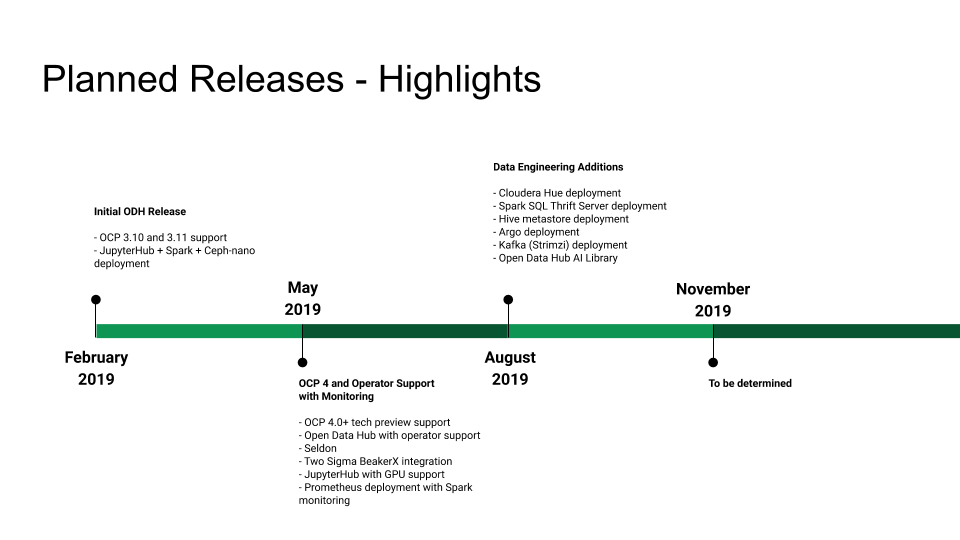 Planned Releases - Highlights
Initial ODH Release
- OCP 3.10 and 3.11 support
- JupyterHub + Spark + Ceph-nano
deployment
February
2019
May
2019
OCP 4 and Operator Support
with Monitoring
- OCP 4.0+ tech preview support
- Open Data Hub with operator support
- Seldon
- Two Sigma BeakerX integration
- JupyterHub with GPU support
- Prometheus deployment with Spark
monitoring
Data Engineering Additions
- Cloudera Hue deployment
- Spark SQL Thrift Server deployment
- Hive metastore deployment
- Argo deployment
- Kafka (Strimzi) deployment
- Open Data Hub AI Library
August
2019
November
2019
To be determined